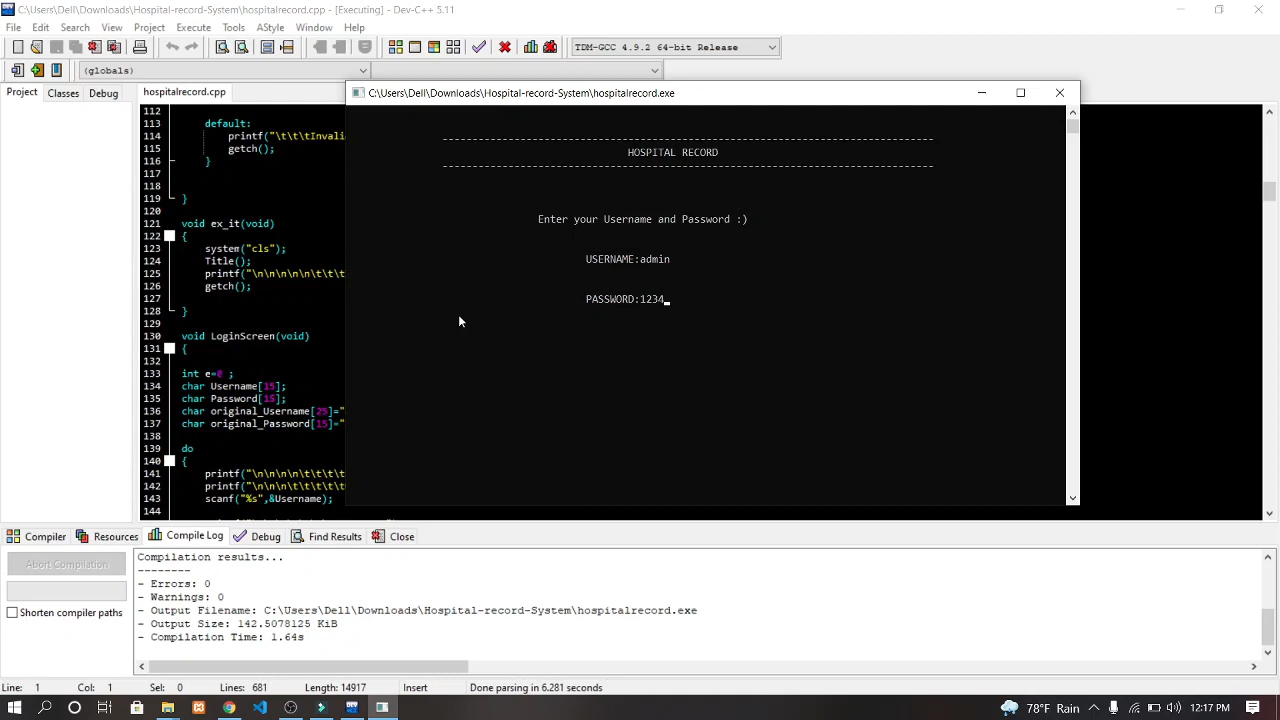 C:\Users\Dell\Downloads\Hospital-record-System\hospitalrecord.cpp - [Executing] - Dev-C++ 5.11
File Edit Search View Project Execute Tools AStyle Window Help
TDM-GCC 4.9.2 64-bit Release
(globals)
Project Classes Debug hospitalrecord.cpp
C:\Users\Dell\Downloads\Hospital-record-System\hospitalrecord.exe
112
113 default:
114 printf("\t\t\tInvali
115 getch();
116 }
117
118
119 }
120
121 void ex_it(void)
122 {
123 system("cls");
124 Title();
125 printf("\n\n\n\n\t\t\t
126 getch();
127
128 }
129
130 void LoginScreen(void)
131 {
132
133 int e=0 ;
134 char Username[15];
135 char Password[15];
136 char original_Username[25]="
137 char original_Password[15]="
138
139 do
140 {
141 printf("\n\n\n\n\t\t\t\t
142 printf("\n\n\n\t\t\t\t
143 scanf("%s",&Username);
144
--------------------------------------------------------------------------------
HOSPITAL RECORD
--------------------------------------------------------------------------------
Enter your Username and Password :)
USERNAME:admin
PASSWORD:1234_
Compiler Resources Compile Log Debug Find Results Close
Abort Compilation
Shorten compiler paths
Compilation results...
--------
- Errors: 0
- Warnings: 0
- Output Filename: C:\Users\Dell\Downloads\Hospital-record-System\hospitalrecord.exe
- Output Size: 142.5078125 KiB
- Compilation Time: 1.64s
Line: 1 Col: 1 Sel: 0 Lines: 681 Length: 14917 Insert Done parsing in 6.281 seconds
78°F Rain 12:17 PM